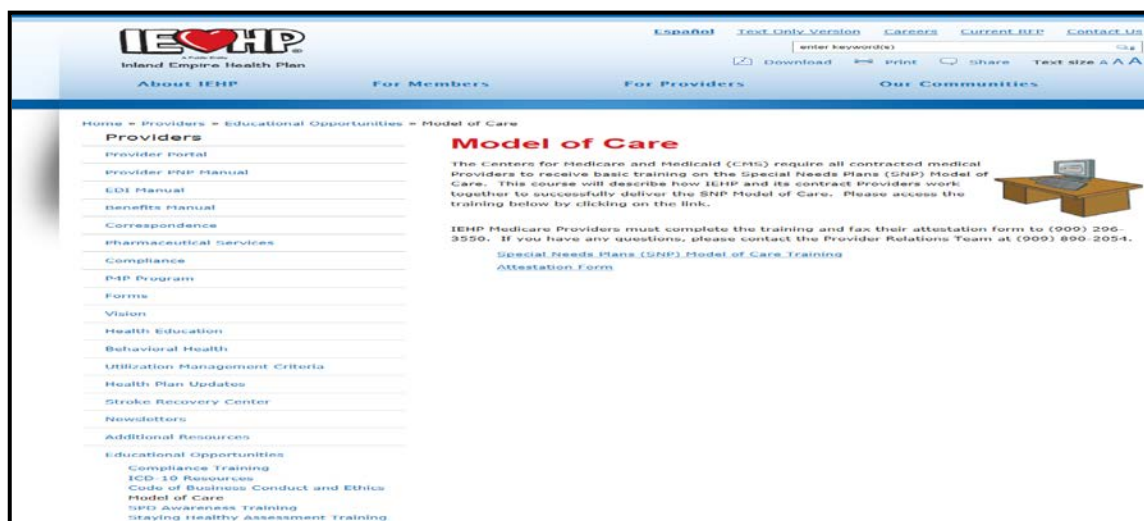 IEHP®
A Public Entity
Inland Empire Health Plan
Español Text Only Version Careers Current RFP Contact Us
enter keyword(s)
Download Print Share Text size A A A
About IEHP For Members For Providers Our Communities
Home » Providers » Educational Opportunities » Model of Care
Providers
Provider Portal
Provider PNP Manual
EDI Manual
Benefits Manual
Correspondence
Pharmaceutical Services
Compliance
P4P Program
Forms
Vision
Health Education
Behavioral Health
Utilization Management Criteria
Health Plan Updates
Stroke Recovery Center
Newsletters
Additional Resources
Educational Opportunities
Compliance Training
ICD-10 Resources
Code of Business Conduct and Ethics
Model of Care
SPD Awareness Training
Staying Healthy Assessment Training
Model of Care
The Centers for Medicare and Medicaid (CMS) require all contracted medical
Providers to receive basic training on the Special Needs Plans (SNP) Model of
Care. This course will describe how IEHP and its contract Providers work
together to successfully deliver the SNP Model of Care. Please access the
training below by clicking on the link.
IEHP Medicare Providers must complete the training and fax their attestation form to (909) 296-
3550. If you have any questions, please contact the Provider Relations Team at (909) 890-2054.
Special Needs Plans (SNP) Model of Care Training
Attestation Form